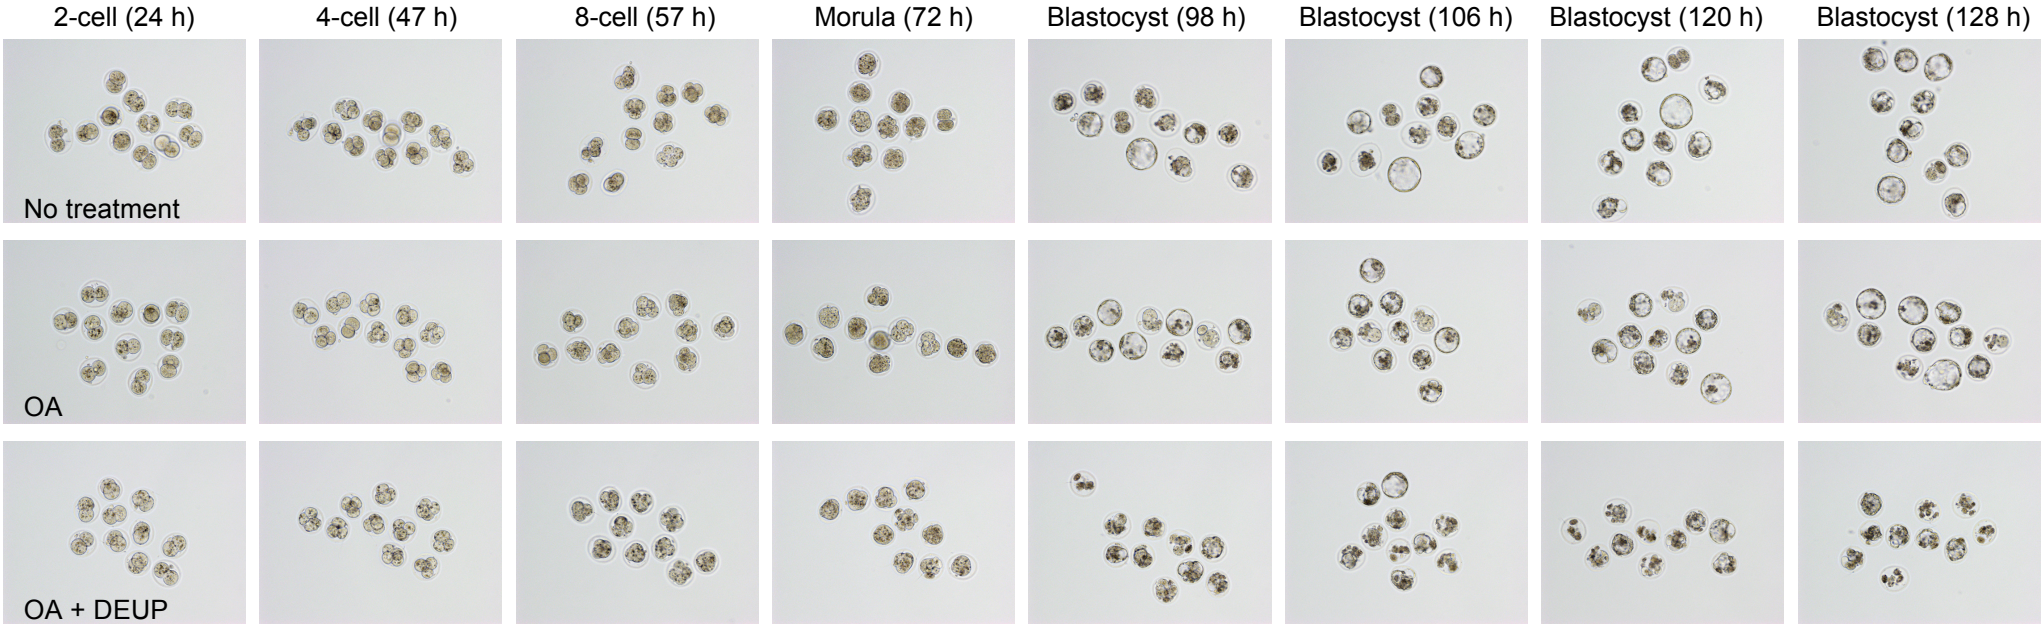 2-cell (24 h) 4-cell (47 h) 8-cell (57 h) Morula (72 h) Blastocyst (98 h) Blastocyst (106 h) Blastocyst (120 h) Blastocyst (128 h)
No treatment
OA
OA + DEUP